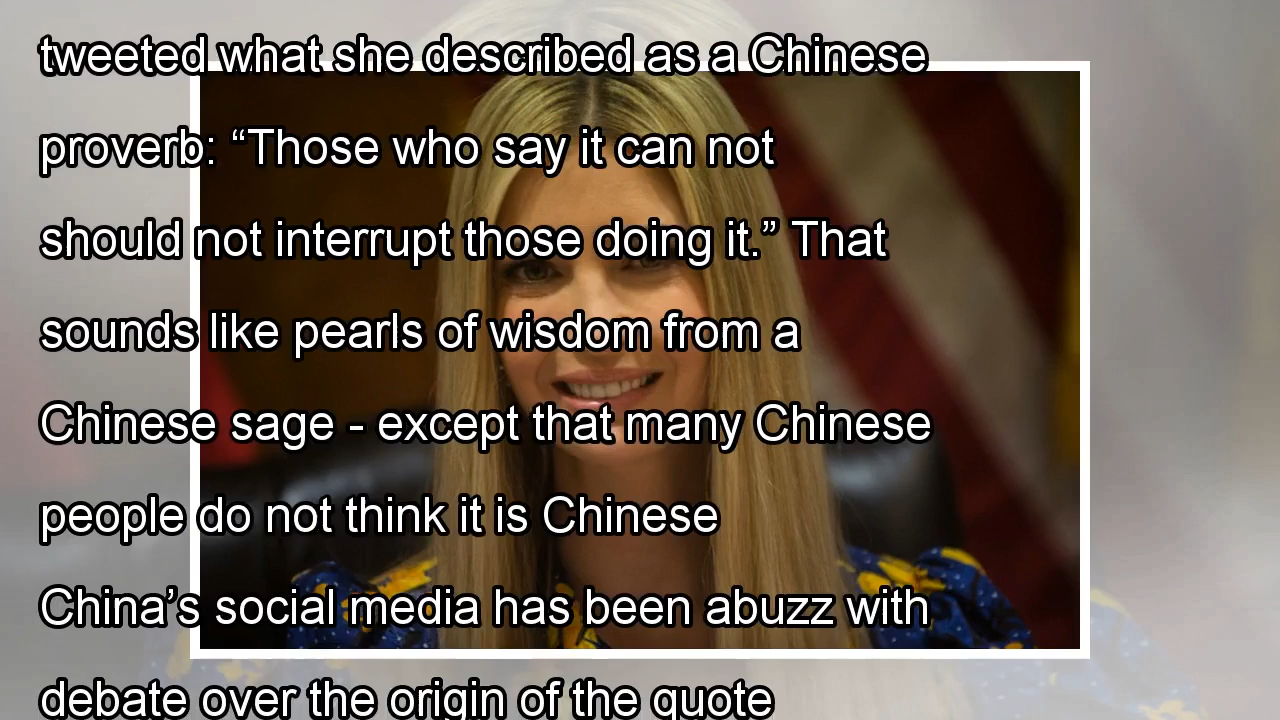 tweeted what she described as a Chinese
proverb: “Those who say it can not
should not interrupt those doing it.” That
sounds like pearls of wisdom from a
Chinese sage - except that many Chinese
people do not think it is Chinese
China’s social media has been abuzz with
debate over the origin of the quote